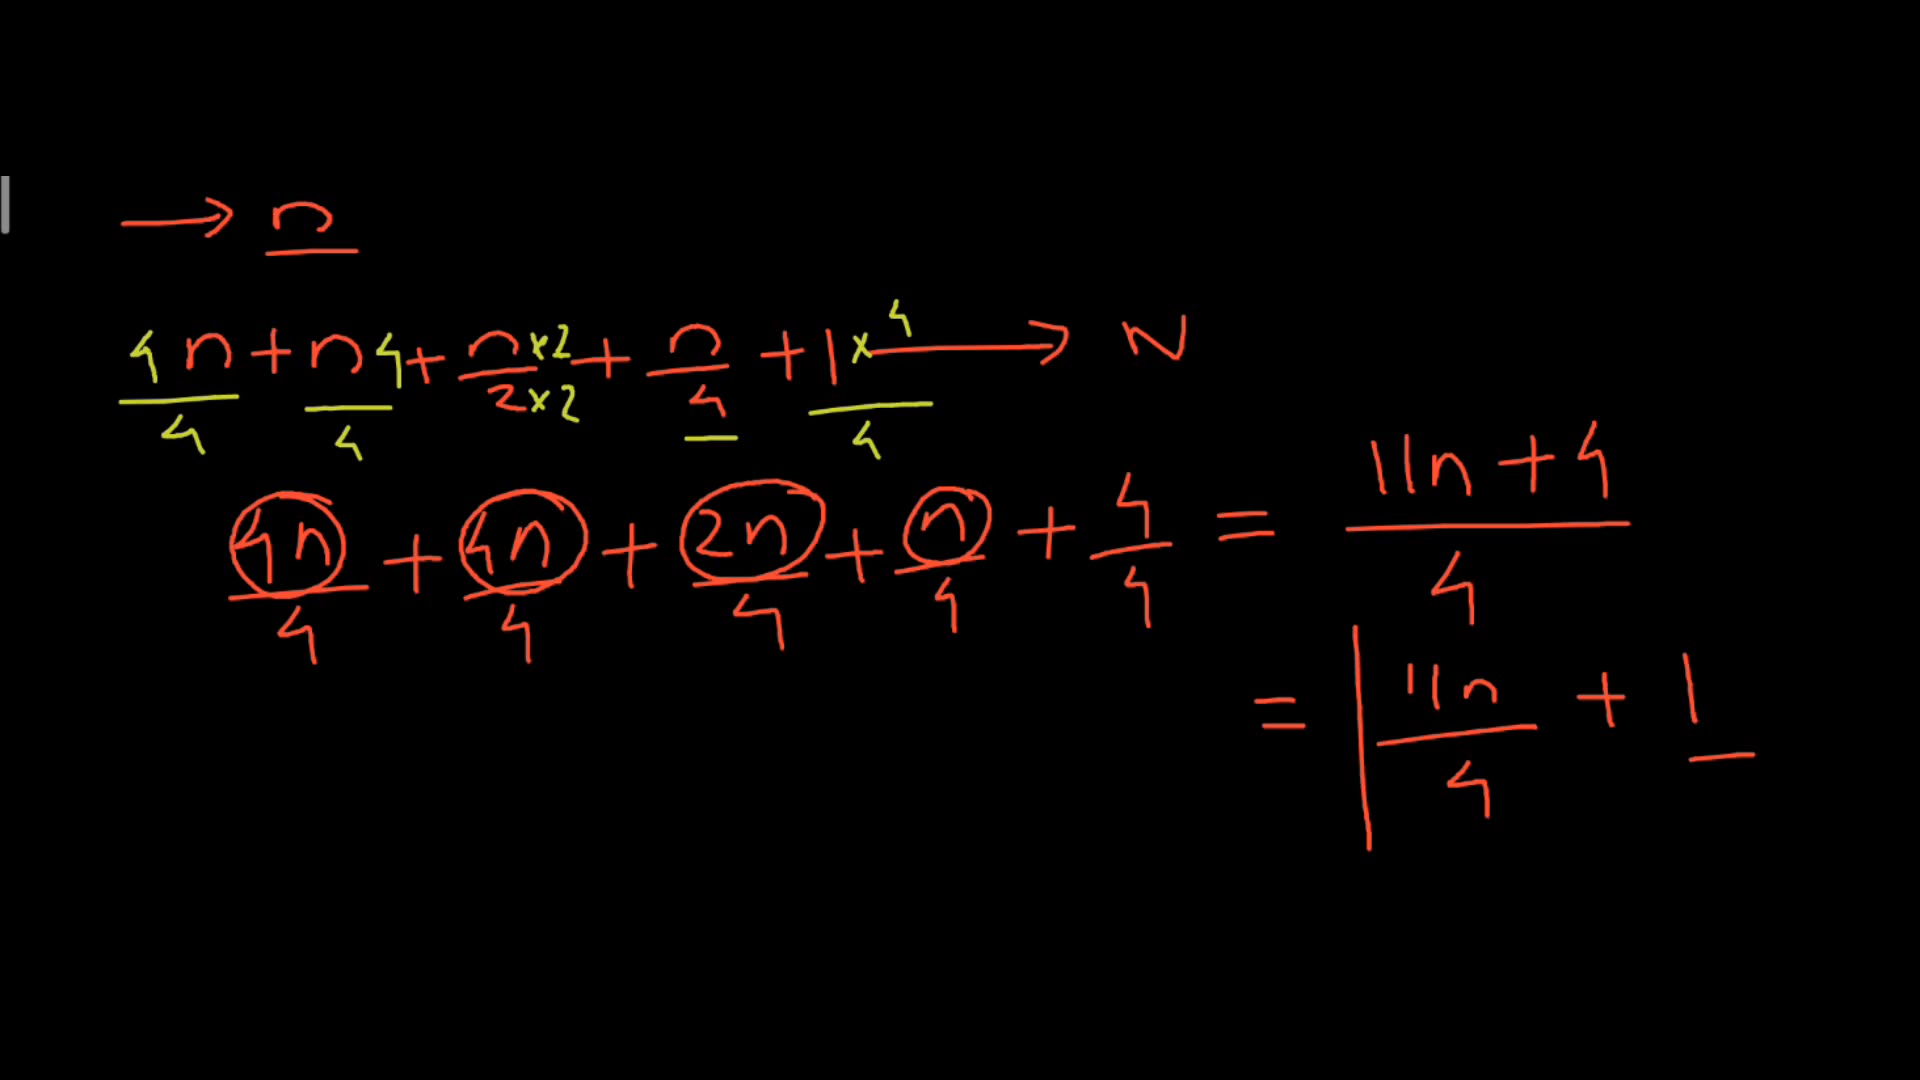 → n
4n/4 + n4/4 + n×2/2×2 + n/4 + 1×4/4 → N
4n/4 + 4n/4 + 2n/4 + n/4 + 4/4 = 11n+4/4
= 11n/4 + 1